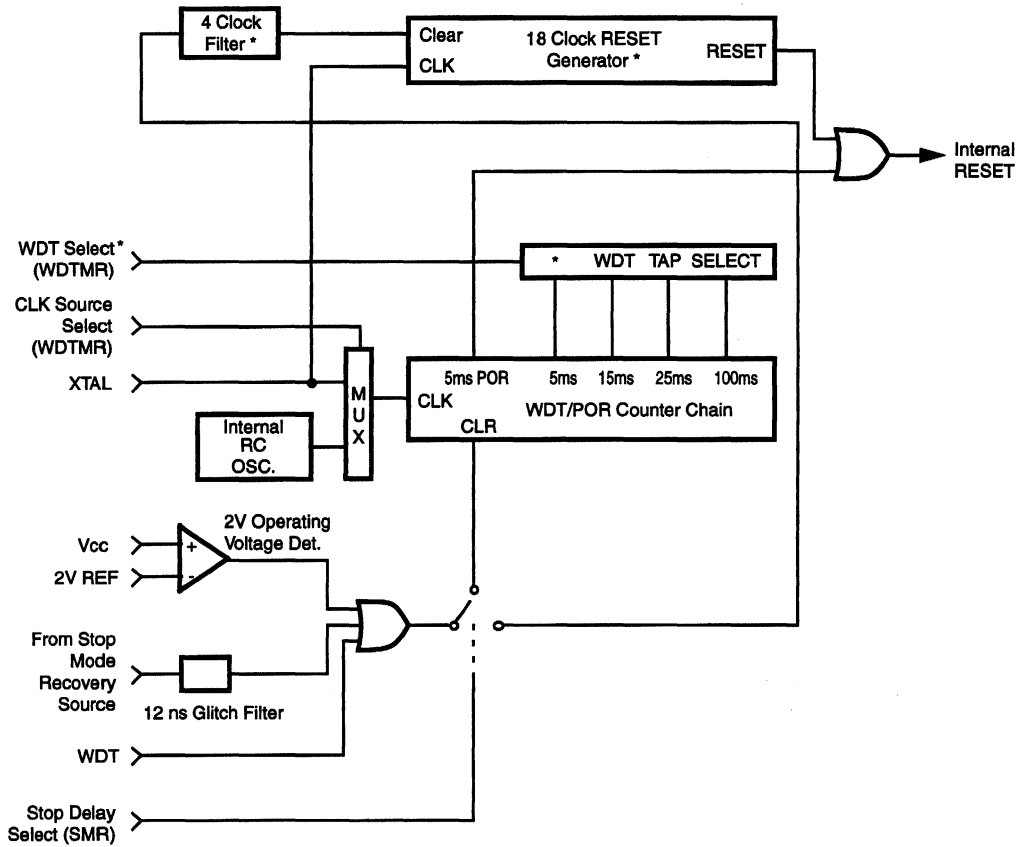 4 Clock
Filter *
Clear
CLK
18 Clock RESET
Generator *
RESET
Internal
RESET
WDT Select*
(WDTMR)
* WDT TAP SELECT
CLK Source
Select
(WDTMR)
XTAL
M
U
X
5ms POR 5ms 15ms 25ms 100ms
CLK
WDT/POR Counter Chain
CLR
Internal
RC
OSC.
2V Operating
Voltage Det.
Vcc
+
2V REF
-
From Stop
Mode
Recovery
Source
12 ns Glitch Filter
WDT
Stop Delay
Select (SMR)